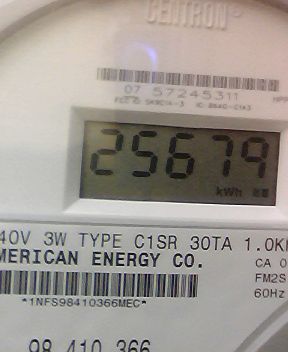 CENTRON®
07 57245311
25679
kWh
40V 3W TYPE C1SR 30TA 1.0K
MERICAN ENERGY CO.
CA 0
FM2S
60Hz
*1NFS98410366MEC*
98 410 366